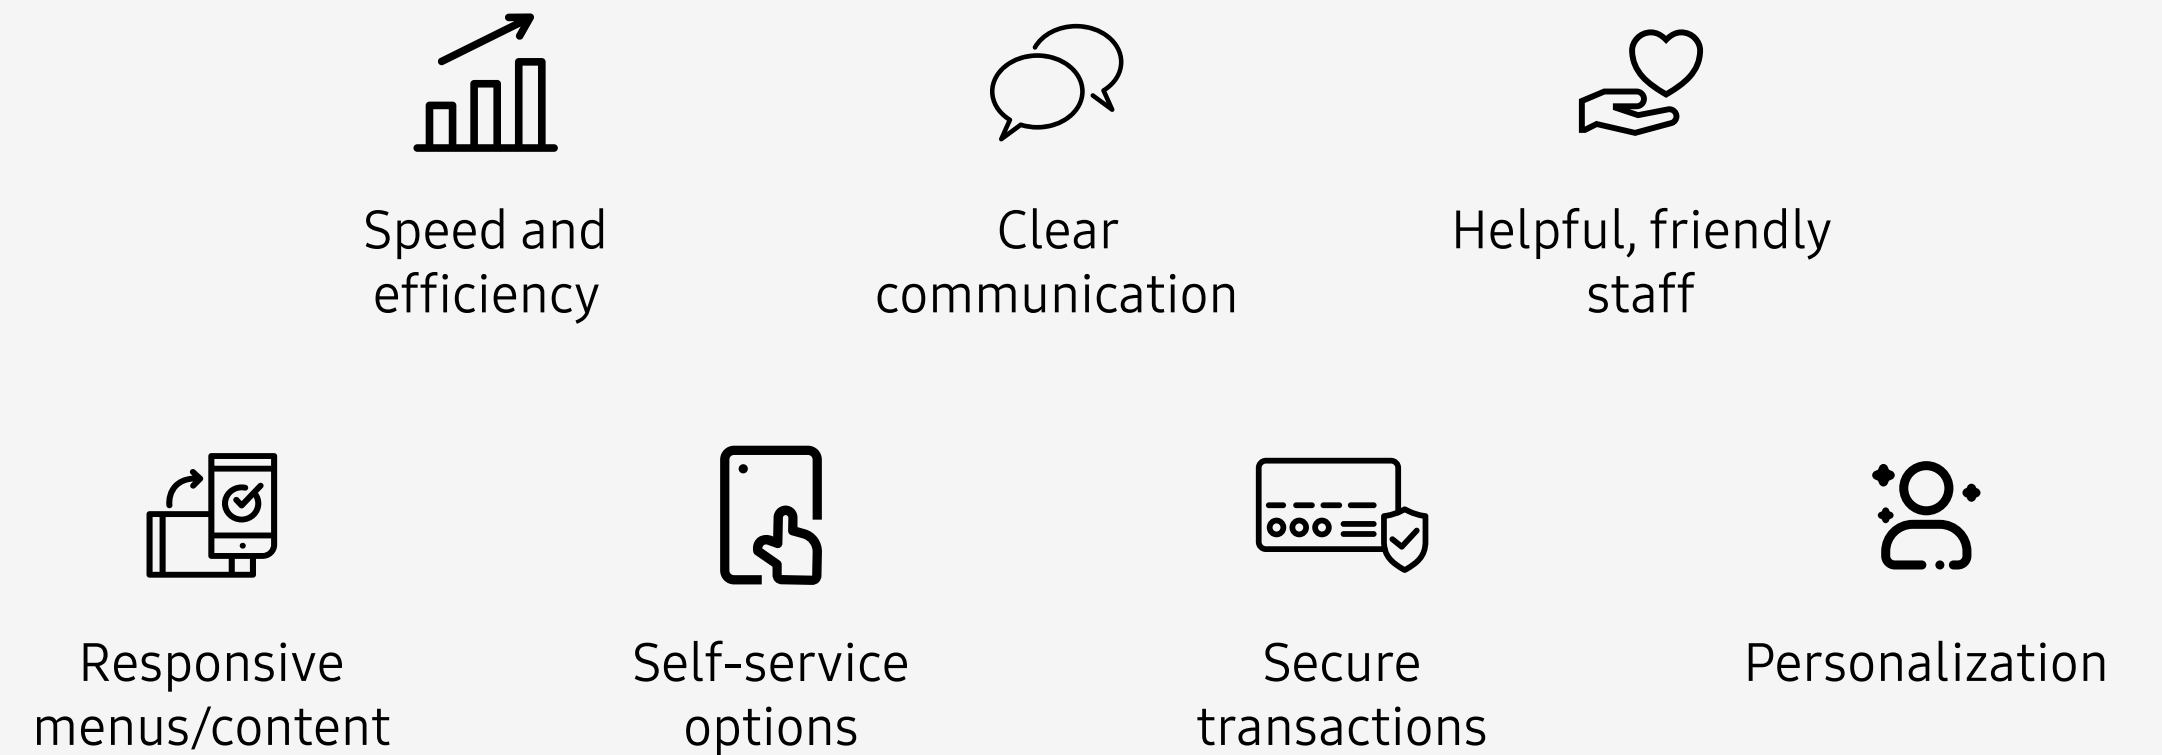 Speed and
efficiency
Clear
communication
Helpful, friendly
staff
Responsive
menus/content
Self-service
options
Secure
transactions
Personalization